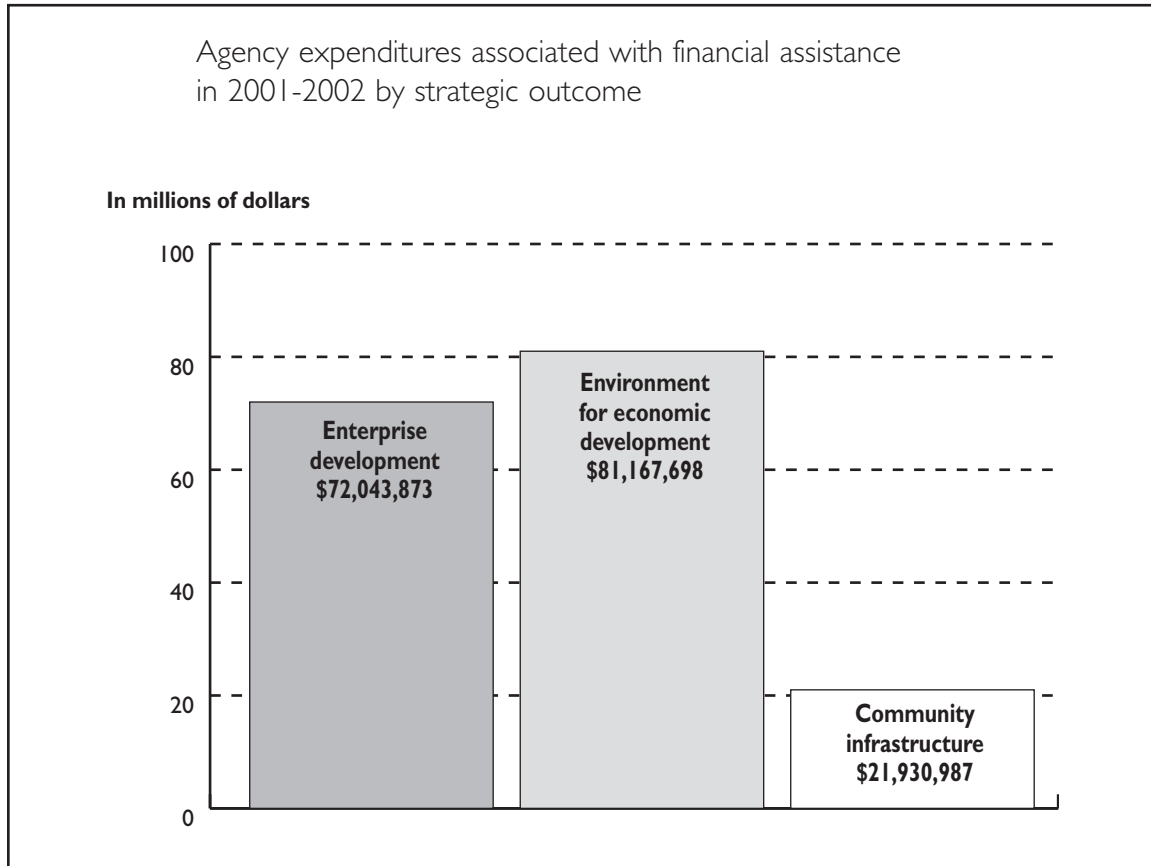 Agency expenditures associated with financial assistance
in 2001-2002 by strategic outcome
In millions of dollars
100
80
60
40
20
0
Enterprise
development
$72,043,873
Environment
for economic
development
$81,167,698
Community
infrastructure
$21,930,987